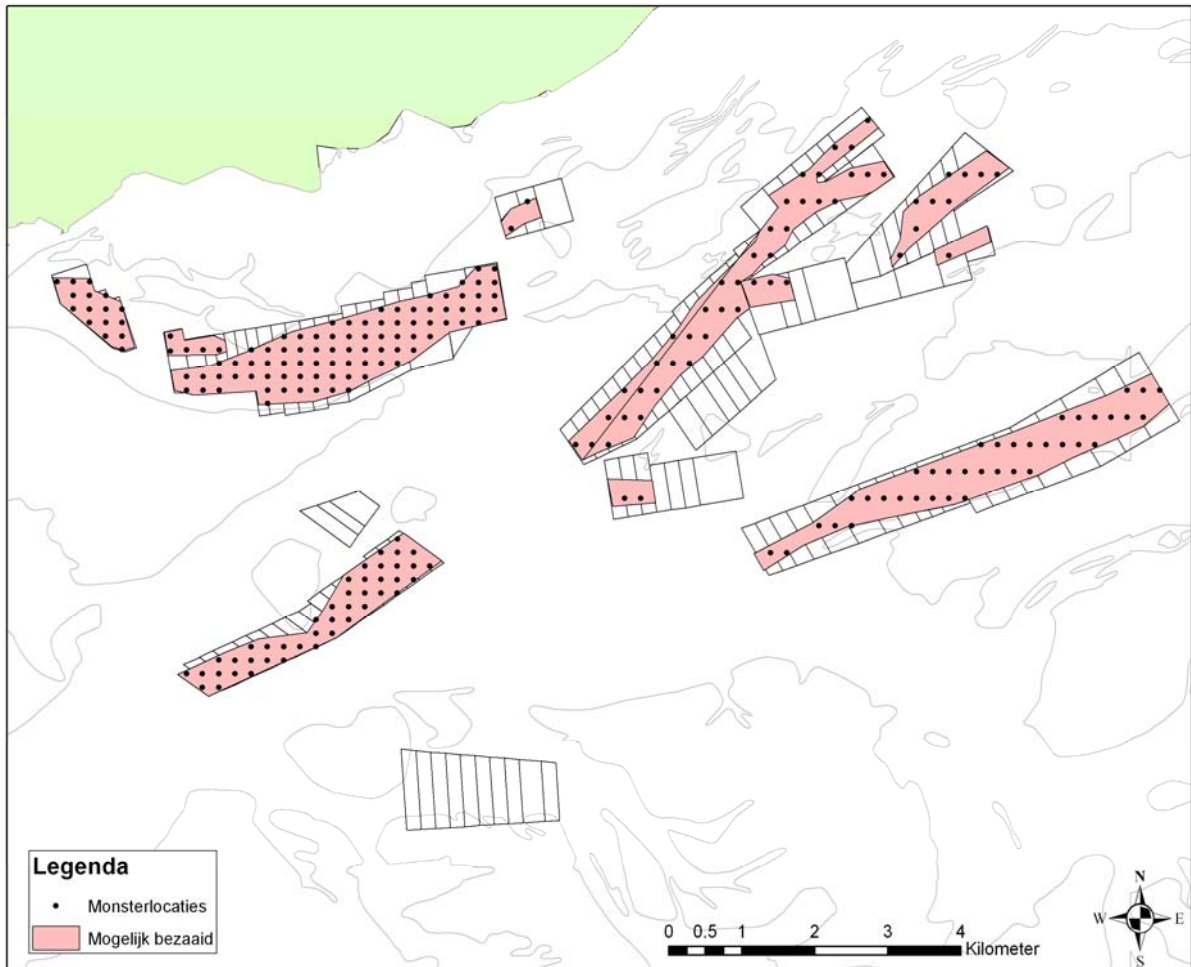 Legenda
Monsterlocaties
Mogelijk bezaaid
0 0.5 1 2 3 4
Kilometer
N
W E
S